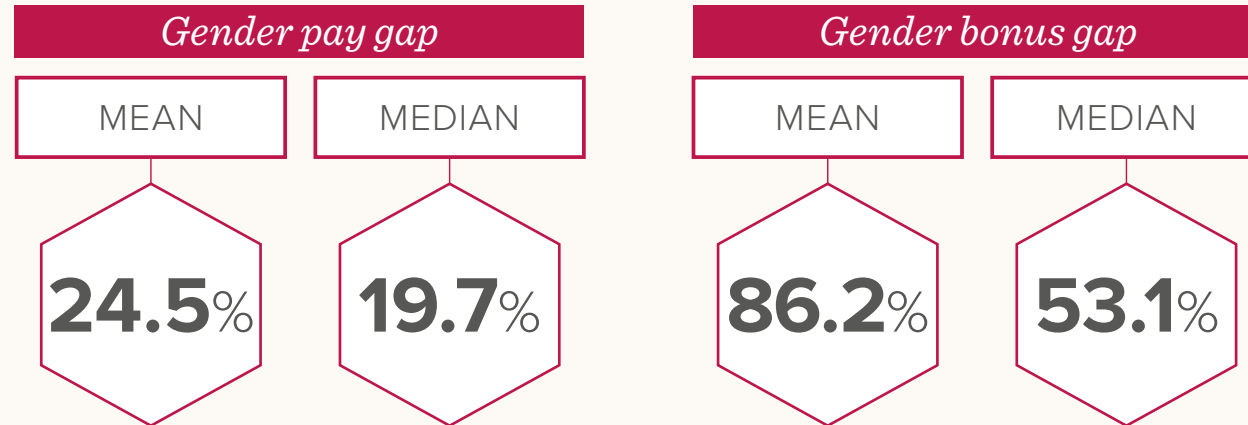 Gender pay gap
MEAN
MEDIAN
24.5%
19.7%
Gender bonus gap
MEAN
MEDIAN
86.2%
53.1%